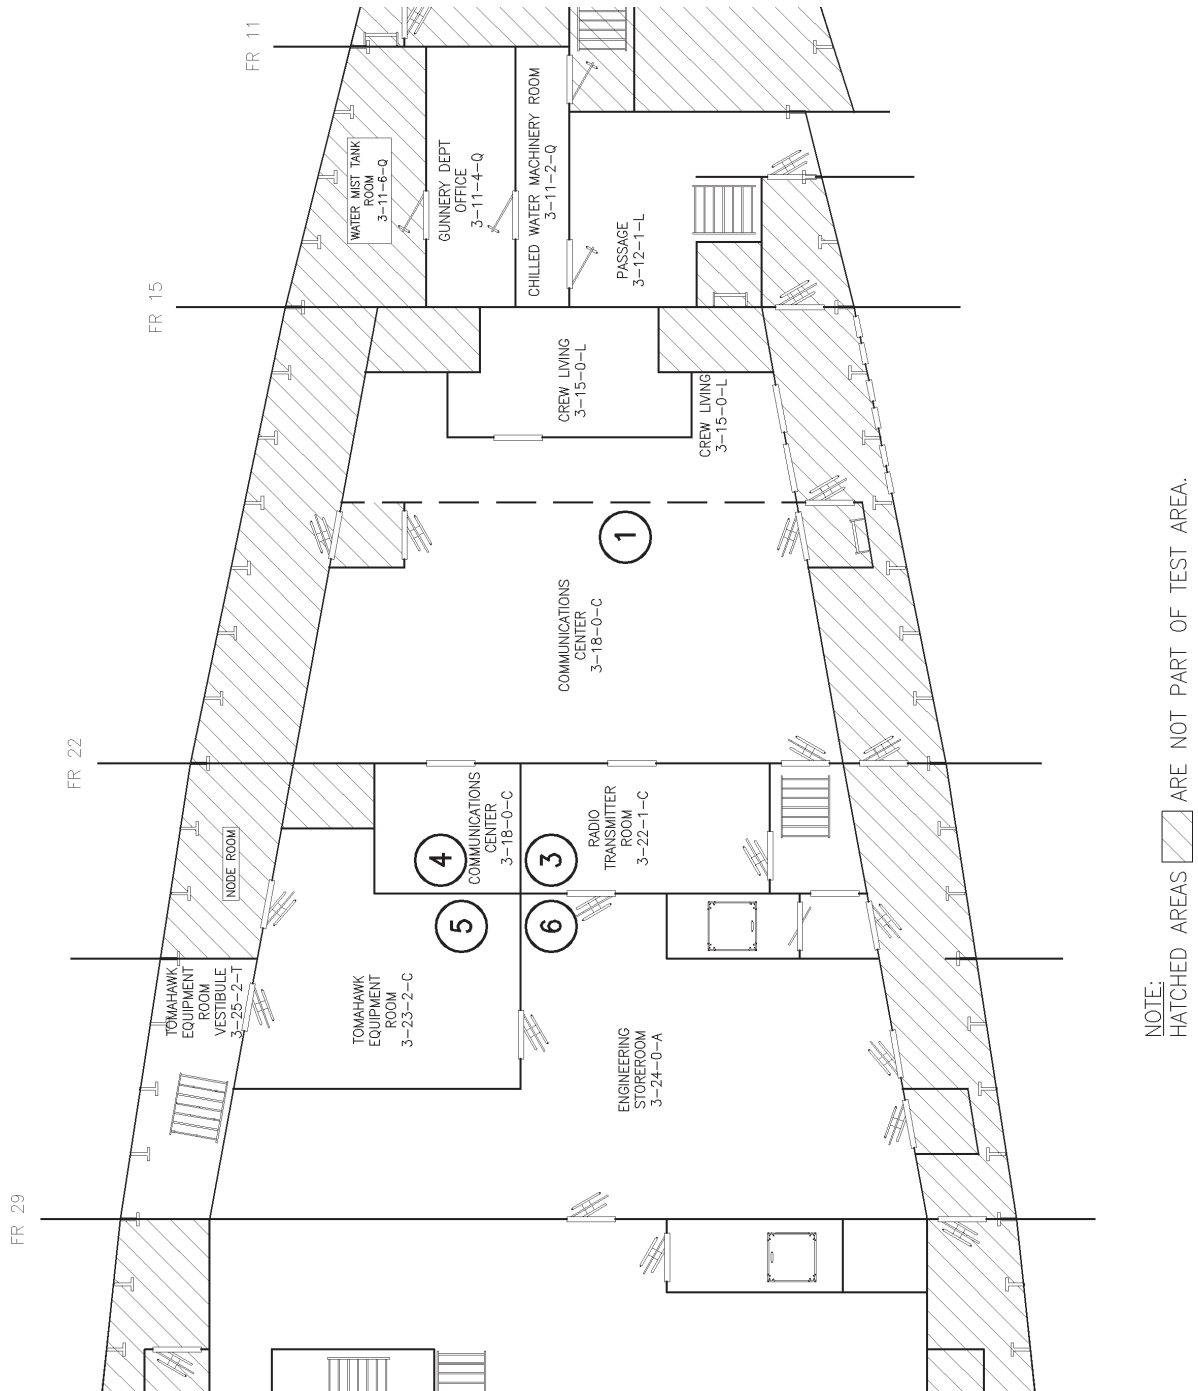 FR 11
WATER MIST TANK
ROOM
3-11-6-Q
GUNNERY DEPT
OFFICE
3-11-4-Q
CHILLED WATER MACHINERY ROOM
3-11-2-Q
PASSAGE
3-12-1-L
FR 15
CREW LIVING
3-15-0-L
CREW LIVING
3-15-0-L
1
COMMUNICATIONS
CENTER
3-18-0-C
FR 22
NODE ROOM
4
COMMUNICATIONS
CENTER
3-18-0-C
3
RADIO
TRANSMITTER
ROOM
3-22-1-C
5
6
TOMAHAWK
EQUIPMENT
ROOM
VESTIBULE
3-25-2-T
TOMAHAWK
EQUIPMENT
ROOM
3-23-2-C
ENGINEERING
STOREROOM
3-24-0-A
FR 29
NOTE:
HATCHED AREAS ARE NOT PART OF TEST AREA.